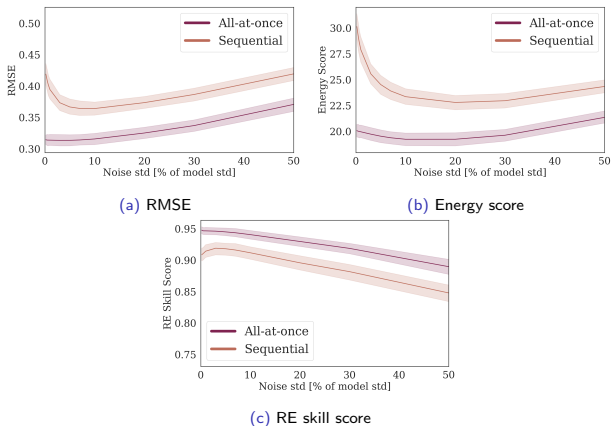 0.50
0.45
0.40
0.35
0.30
RMSE
All-at-once
Sequential
0 10 20 30 40 50
Noise std [% of model std]
(a) RMSE
30.0
27.5
25.0
22.5
20.0
Energy Score
All-at-once
Sequential
0 10 20 30 40 50
Noise std [% of model std]
(b) Energy score
0.95
0.90
0.85
0.80
0.75
RE Skill Score
All-at-once
Sequential
0 10 20 30 40 50
Noise std [% of model std]
(c) RE skill score